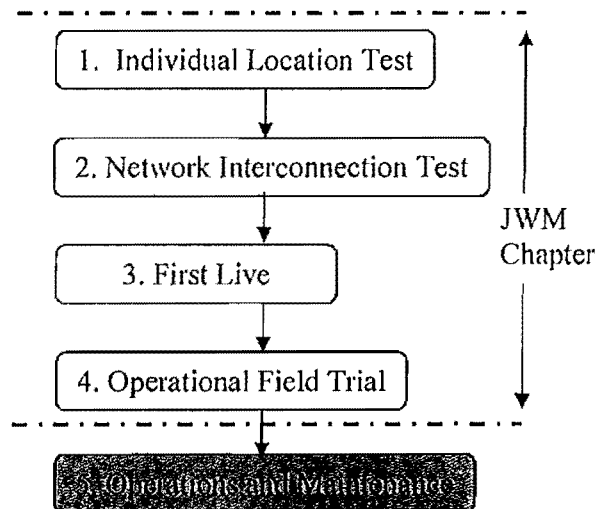 1. Individual Location Test
2. Network Interconnection Test
JWM
Chapter
3. First Live
4. Operational Field Trial
5. Operations and Maintenance